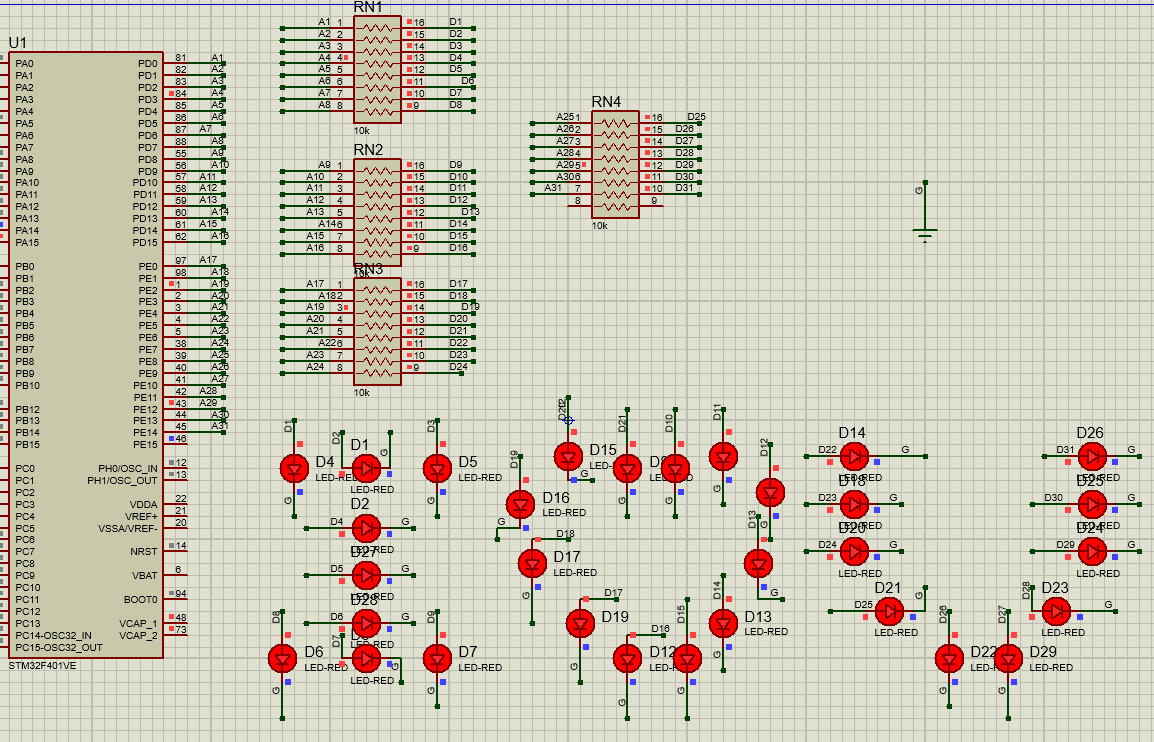 U1
PA0 PD0 81 A1
PA1 PD1 82 A2
PA2 PD2 83 A3
PA3 PD3 84 A4
PA4 PD4 85 A5
PA5 PD5 86 A6
PA6 PD6 87 A7
PA7 PD7 88 A8
PA8 PD8 55 A9
PA9 PD9 56 A10
PA10 PD10 57 A11
PA11 PD11 58 A12
PA12 PD12 59 A13
PA13 PD13 60 A14
PA14 PD14 61 A15
PA15 PD15 62 A16
PB0 PE0 97 A17
PB1 PE1 98 A18
PB2 PE2 1 A19
PB3 PE3 2 A20
PB4 PE4 3 A21
PB5 PE5 4 A22
PB6 PE6 5 A23
PB7 PE7 38 A24
PB8 PE8 39 A25
PB9 PE9 40 A26
PB10 PE10 41 A27
PE11 42 A28
PB12 PE12 43 A29
PB13 PE13 44 A30
PB14 PE14 45 A31
PB15 PE15 46
PC0 PH0/OSC_IN 12
PC1 PH1/OSC_OUT 13
PC2
PC3 VDDA 22
PC4 VREF+ 21
PC5 VSSA/VREF- 20
PC6
PC7 NRST 14
PC8
PC9 VBAT 6
PC10
PC11 BOOT0 94
PC12
PC13 VCAP_1 48
PC14-OSC32_IN VCAP_2 73
PC15-OSC32_OUT
STM32F401VE
RN1
A1 1 16 D1
A2 2 15 D2
A3 3 14 D3
A4 4 13 D4
A5 5 12 D5
A6 6 11 D6
A7 7 10 D7
A8 8 9 D8
10k
RN2
A9 1 16 D9
A10 2 15 D10
A11 3 14 D11
A12 4 13 D12
A13 5 12 D13
A14 6 11 D14
A15 7 10 D15
A16 8 9 D16
10k
RN3
A17 1 16 D17
A18 2 15 D18
A19 3 14 D19
A20 4 13 D20
A21 5 12 D21
A22 6 11 D22
A23 7 10 D23
A24 8 9 D24
10k
RN4
A25 1 16 D25
A26 2 15 D26
A27 3 14 D27
A28 4 13 D28
A29 5 12 D29
A30 6 11 D30
A31 7 10 D31
8 9
10k
G
D1
D4
G
D2
D1
G
LED-RED
D3
D5
LED-RED
G
D2
D4 G
D27
D5 G
D28
D6 G
LED-RED
D8
D6
G
D7
G
LED-RED
D9
D7
LED-RED
G
D19
D16
LED-RED
G
D15
G
D18
D17
LED-RED
G
D17
D19
G
D16
D12
G
D21
G
D10
G
D11
G
D12
G
D13
G
D14
D13
LED-RED
G
D15
G
D14
D22 G
LED-RED
D18
D23 G
LED-RED
D20
D24 G
LED-RED
D21
D25 G
LED-RED
D26
D31 G
LED-RED
D25
D30 G
LED-RED
D24
D29 G
LED-RED
D28
D23
G
LED-RED
D26
D22
G
D27
D29
LED-RED
G